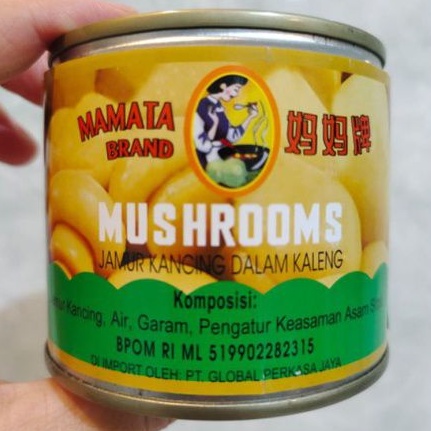 MAMATA
BRAND
妈妈牌
MUSHROOMS
JAMUR KANCING DALAM KALENG
Komposisi:
Kancing, Air, Garam, Pengatur Keasaman Asam
BPOM RI ML 519902282315
DI IMPORT OLEH: PT. GLOBAL PERKASA JAYA